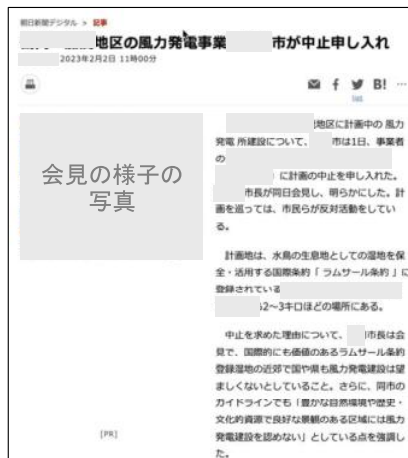 朝日新聞デジタル > 記事
地区の風力発電事業 市が中止申し入れ
2023年2月2日 11時00分
B! …
会見の様子の
写真
地区に計画中の 風力
発電 所建設について、 市は1日、事業者
の
）に計画の中止を申し入れた。
市長が同日会見し、明らかにした。計
画を巡っては、市民らが反対活動をしてい
る。
計画地は、水鳥の生息地としての湿地を保
全・活用する国際条約「 ラムサール条約 」に
登録されている
2〜3キロほどの場所にある。
中止を求めた理由について、 市長は会
見で、国際的にも価値のあるラムサール条約
登録湿地の近郊で国や県も風力発電建設は望
ましくないとしていること。さらに、同市の
ガイドラインでも「豊かな自然環境や歴史・
文化的資源で良好な景観のある区域には風力
発電建設を認めない」としている点を強調し
た。
[PR]